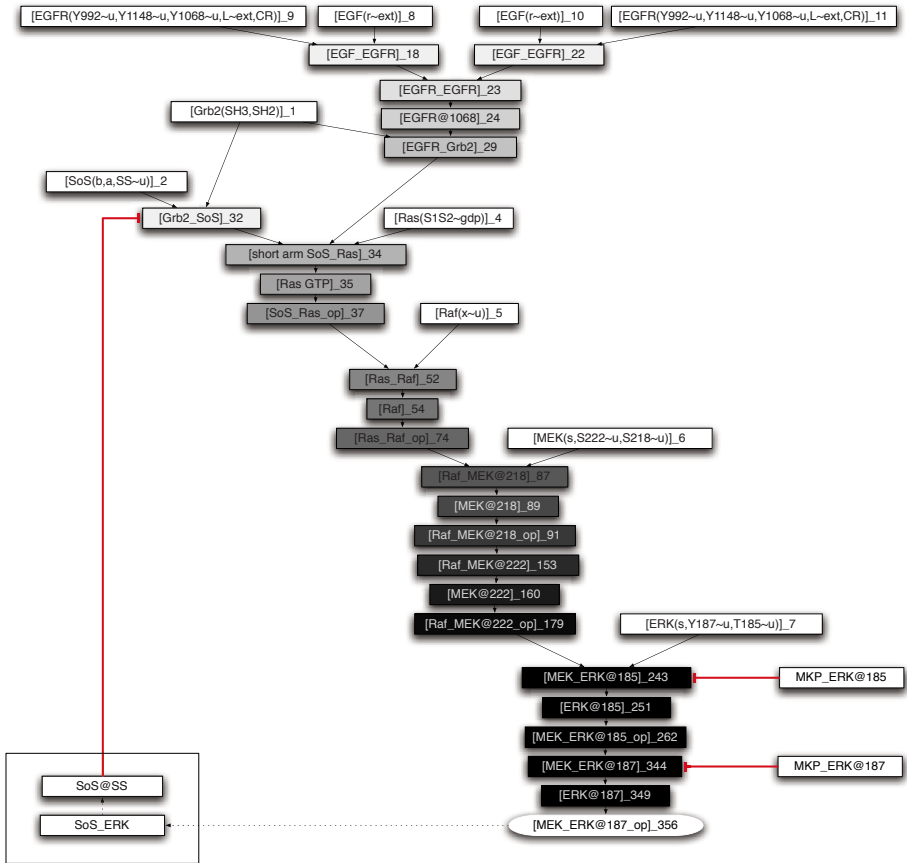 [EGFR(Y992~u,Y1148~u,Y1068~u,L~ext,CR)]_9
[EGF(r~ext)]_8
[EGF(r~ext)]_10
[EGFR(Y992~u,Y1148~u,Y1068~u,L~ext,CR)]_11
[EGF_EGFR]_18
[EGF_EGFR]_22
[EGFR_EGFR]_23
[Grb2(SH3,SH2)]_1
[EGFR@1068]_24
[EGFR_Grb2]_29
[SoS(b,a,SS~u)]_2
[Grb2_SoS]_32
[Ras(S1S2~gdp)]_4
[short arm SoS_Ras]_34
[Ras GTP]_35
[SoS_Ras_op]_37
[Raf(x~u)]_5
[Ras_Raf]_52
[Raf]_54
[Ras_Raf_op]_74
[MEK(s,S222~u,S218~u)]_6
[Raf_MEK@218]_87
[MEK@218]_89
[Raf_MEK@218_op]_91
[Raf_MEK@222]_153
[MEK@222]_160
[Raf_MEK@222_op]_179
[ERK(s,Y187~u,T185~u)]_7
[MEK_ERK@185]_243
MKP_ERK@185
[ERK@185]_251
[MEK_ERK@185_op]_262
[MEK_ERK@187]_344
MKP_ERK@187
SoS@SS
[ERK@187]_349
SoS_ERK
[MEK_ERK@187_op]_356